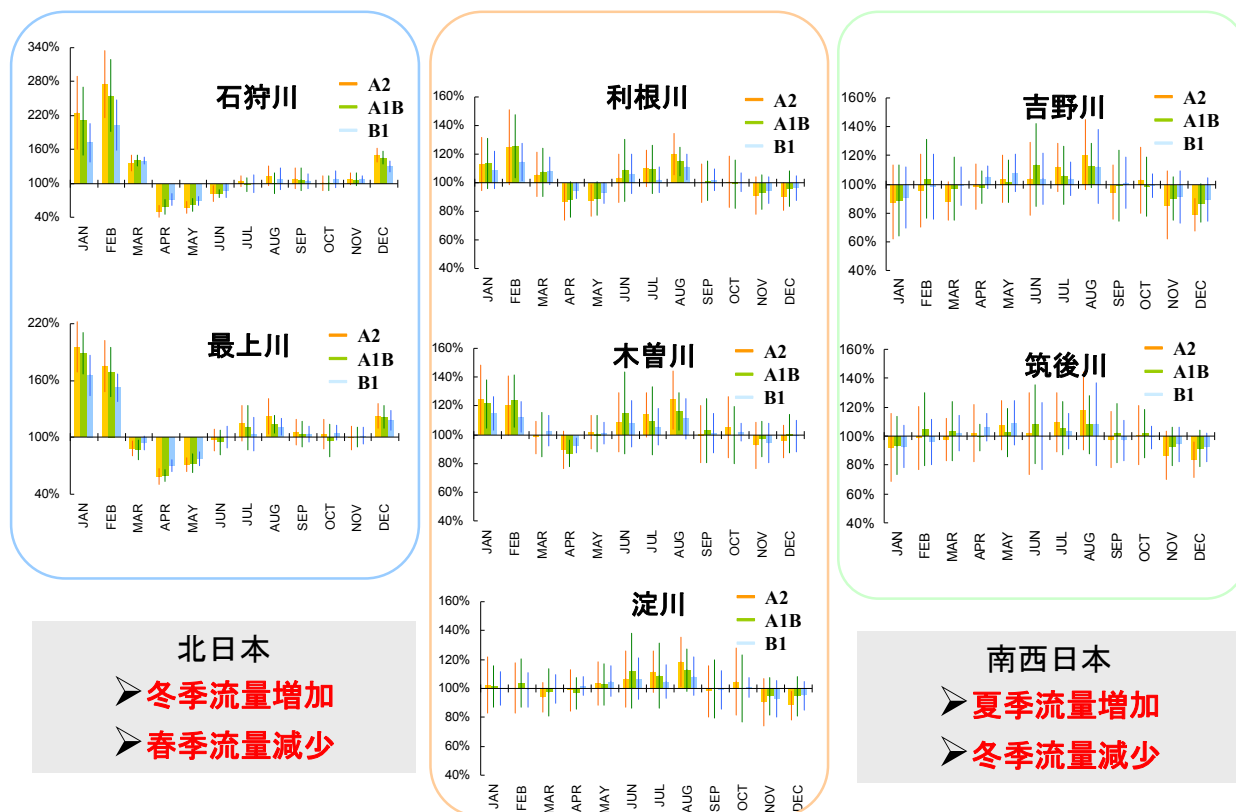 石狩川
340%
280%
220%
160%
100%
40%
A2
A1B
B1
JAN
FEB
MAR
APR
MAY
JUN
JUL
AUG
SEP
OCT
NOV
DEC
最上川
220%
160%
100%
40%
A2
A1B
B1
JAN
FEB
MAR
APR
MAY
JUN
JUL
AUG
SEP
OCT
NOV
DEC
利根川
160%
140%
120%
100%
80%
60%
40%
A2
A1B
B1
JAN
FEB
MAR
APR
MAY
JUN
JUL
AUG
SEP
OCT
NOV
DEC
木曽川
160%
140%
120%
100%
80%
60%
40%
A2
A1B
B1
JAN
FEB
MAR
APR
MAY
JUN
JUL
AUG
SEP
OCT
NOV
DEC
淀川
160%
140%
120%
100%
80%
60%
40%
A2
A1B
B1
JAN
FEB
MAR
APR
MAY
JUN
JUL
AUG
SEP
OCT
NOV
DEC
吉野川
160%
140%
120%
100%
80%
60%
40%
A2
A1B
B1
JAN
FEB
MAR
APR
MAY
JUN
JUL
AUG
SEP
OCT
NOV
DEC
筑後川
160%
140%
120%
100%
80%
60%
40%
A2
A1B
B1
JAN
FEB
MAR
APR
MAY
JUN
JUL
AUG
SEP
OCT
NOV
DEC
北日本
➢冬季流量増加
➢春季流量減少
南西日本
➢夏季流量増加
➢冬季流量減少